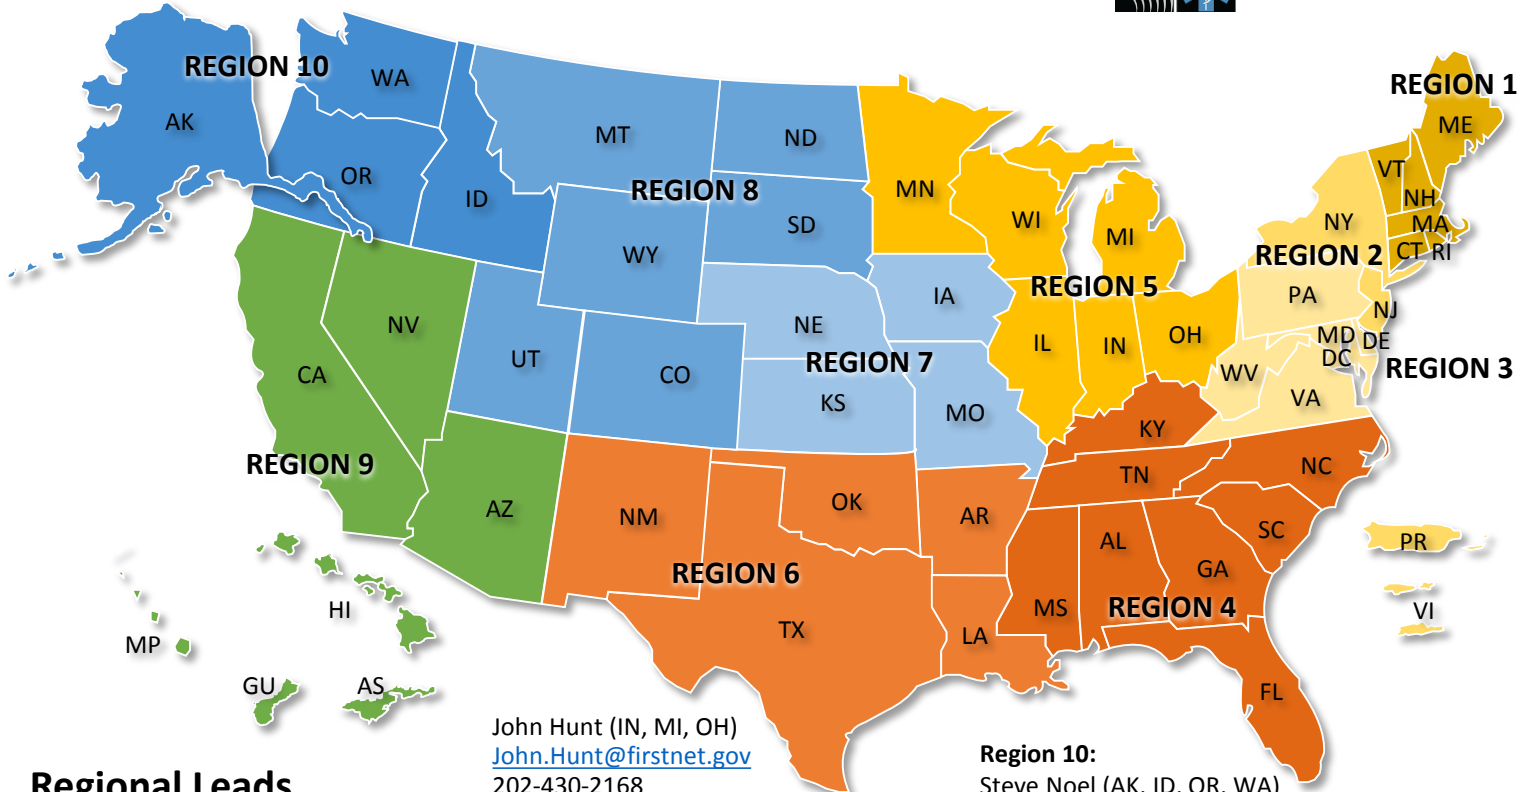 REGION 10
WA
AK
OR
ID
MT
ND
REGION 8
SD
WY
UT
CO
MN
WI
MI
REGION 5
IL
IN
OH
REGION 1
ME
VT
NH
MA
CT
RI
NY
REGION 2
PA
NJ
MD
DE
DC
REGION 3
WV
VA
IA
NE
REGION 7
KS
MO
CA
NV
REGION 9
AZ
NM
OK
AR
REGION 6
TX
LA
KY
TN
NC
SC
MS
AL
GA
REGION 4
FL
PR
VI
HI
MP
GU
AS
Regional Leads
John Hunt (IN, MI, OH)
John.Hunt@firstnet.gov
202-430-2168
Region 10:
Steve Noel (AK, ID, OR, WA)